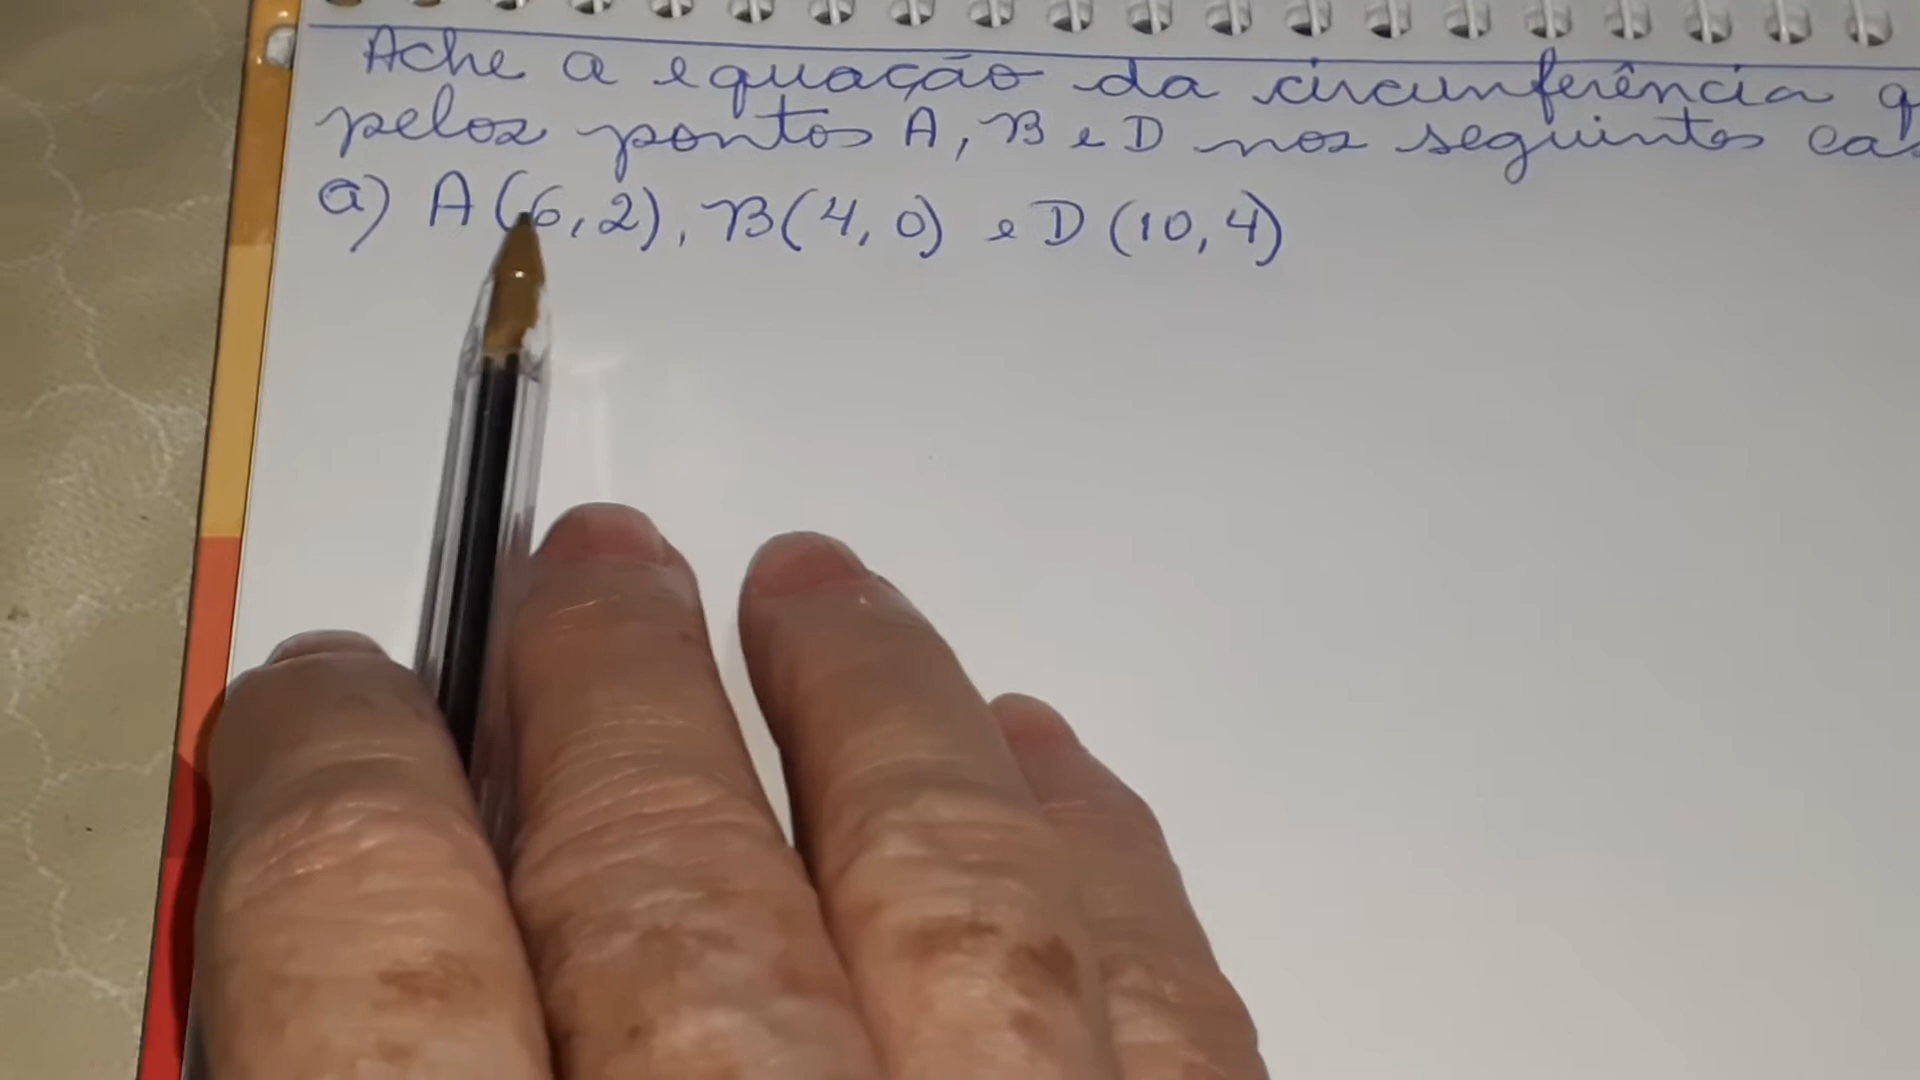 Ache a equação da circunferência
pelos pontos A, B e D nos seguintes
a) A(6,2), B(4,0) e D(10,4)